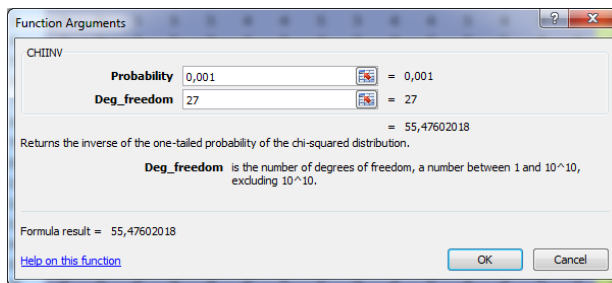 Function Arguments
CHIINV
Probability 0,001 = 0,001
Deg_freedom 27 = 27
= 55,47602018
Returns the inverse of the one-tailed probability of the chi-squared distribution.
Deg_freedom is the number of degrees of freedom, a number between 1 and 10^10,
excluding 10^10.
Formula result = 55,47602018
Help on this function OK Cancel